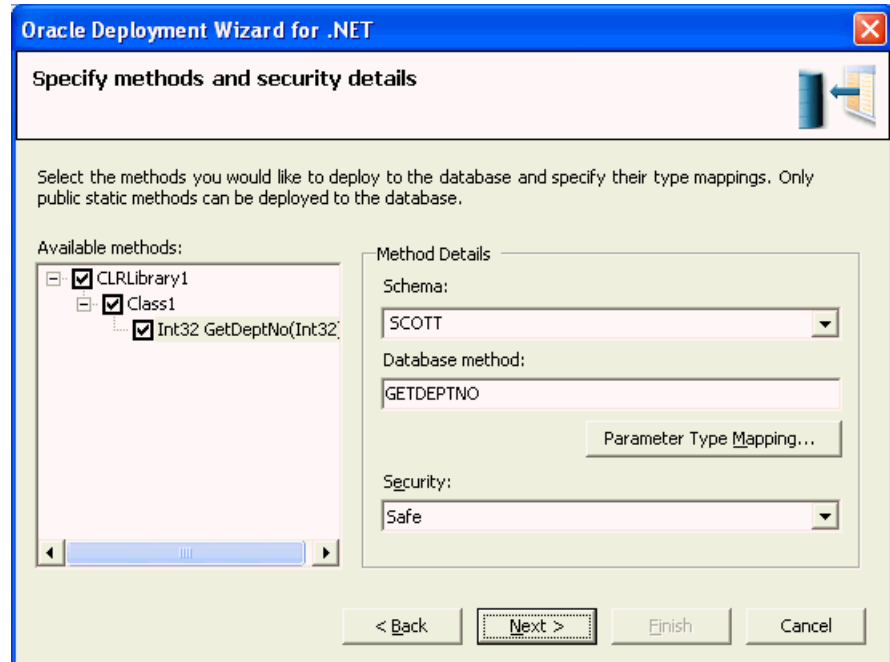 Oracle Deployment Wizard for .NET
Specify methods and security details
Select the methods you would like to deploy to the database and specify their type mappings. Only
public static methods can be deployed to the database.
Available methods:
CLRLibrary1
Class1
Int32 GetDeptNo(Int32)
Method Details
Schema:
SCOTT
Database method:
GETDEPTNO
Parameter Type Mapping...
Security:
Safe
< Back
Next >
Finish
Cancel